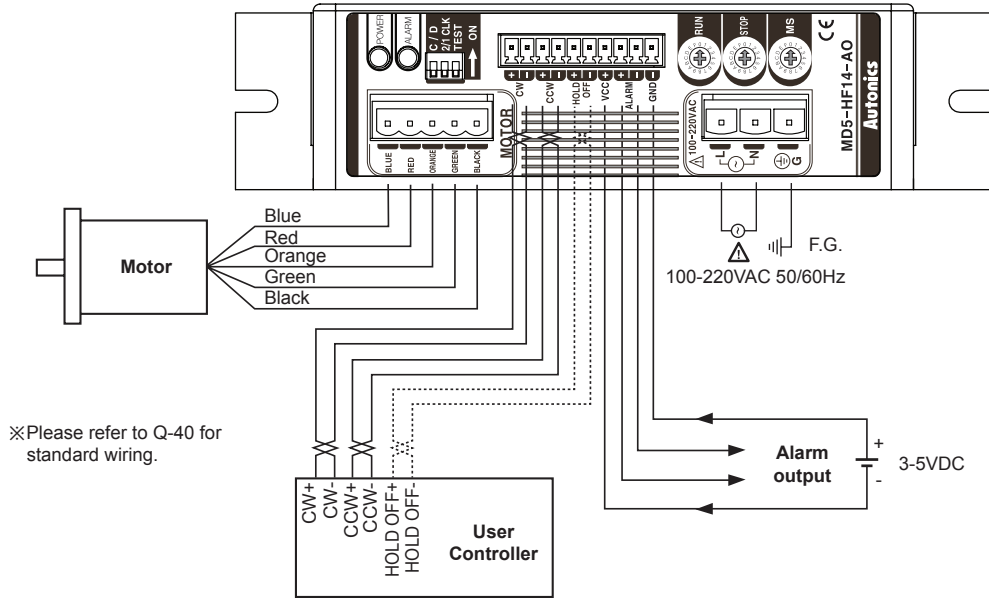 POWER
ALARM
C / D
2/1 CLK
TEST
ON
CW
CCW
HOLD
OFF
VCC
ALARM
GND
RUN
STOP
MS
CE
MD5-HF14-AO
Autonics
MOTOR
BLUE
RED
ORANGE
GREEN
BLACK
100-220VAC
L
N
G
Blue
Red
Orange
Green
Black
Motor
F.G.
100-220VAC 50/60Hz
※Please refer to Q-40 for
standard wiring.
Alarm
output
+
-
3-5VDC
CW+
CW-
CCW+
CCW-
HOLD OFF+
HOLD OFF-
User
Controller